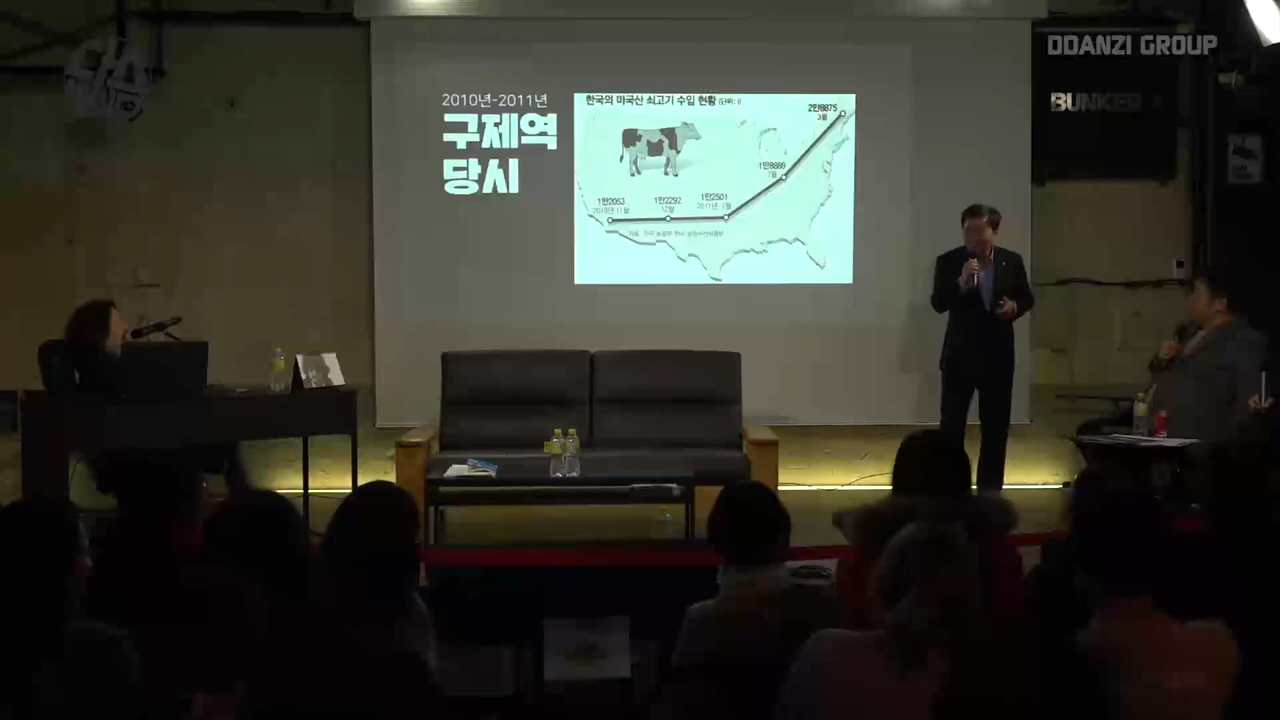 DDANZI GROUP
BUNKER
2010년-2011년
구제역
당시
한국의 미국산 쇠고기 수입 현황 (단위: t)
2만8875
3월
1만8889
2월
1만2053
2010년 11월
1만2292
12월
1만2501
2011년 1월